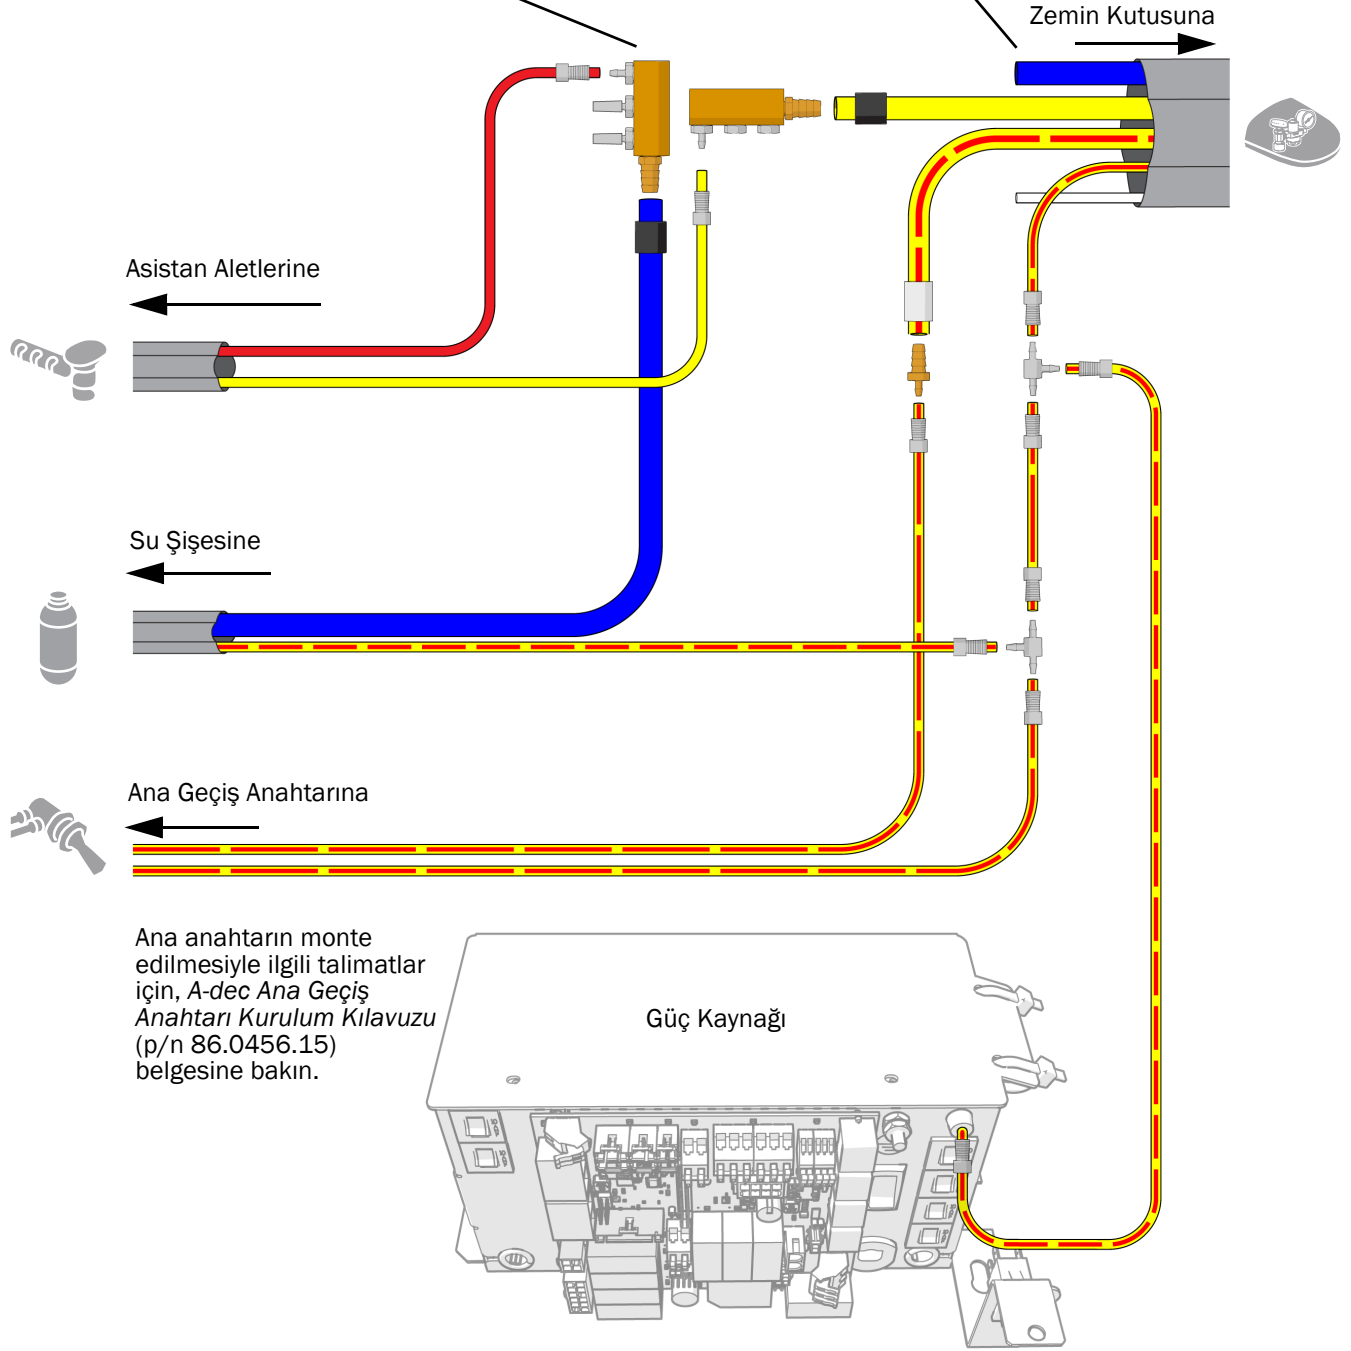 Zemin Kutusuna
Asistan Aletlerine
Su Şişesine
Ana Geçiş Anahtarına
Ana anahtarın monte
edilmesiyle ilgili talimatlar
için, A-dec Ana Geçiş
Anahtarı Kurulum Kılavuzu
(p/n 86.0456.15)
belgesine bakın.
Güç Kaynağı